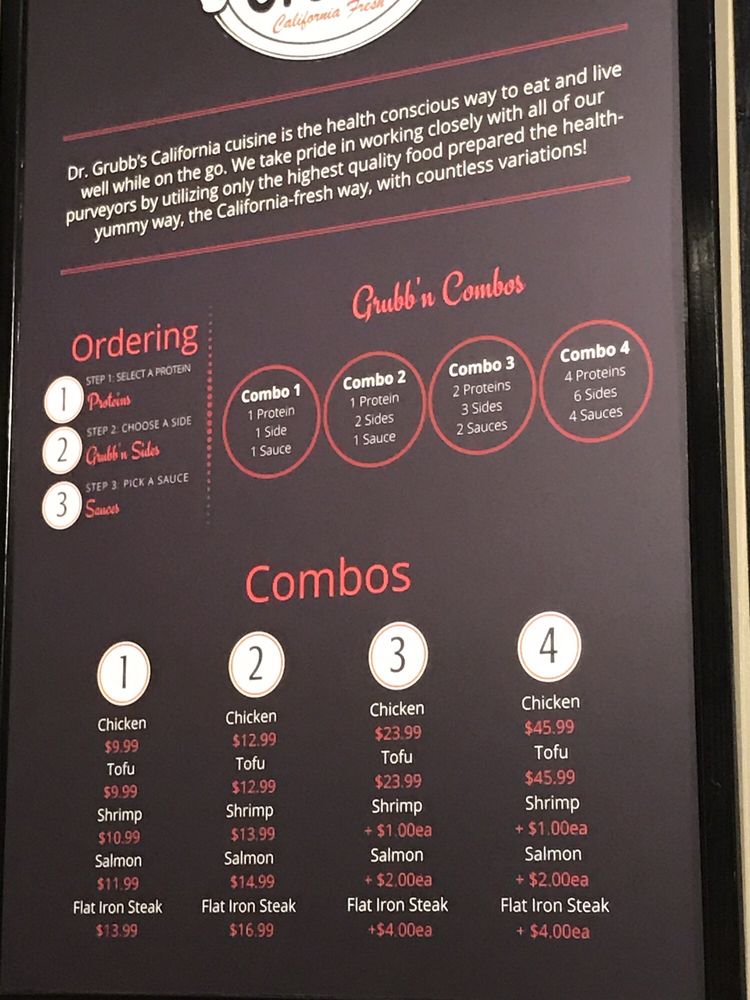 California Fresh
Dr. Grubb's California cuisine is the health conscious way to eat and live
well while on the go. We take pride in working closely with all of our
purveyors by utilizing only the highest quality food prepared the health-
yummy way, the California-fresh way, with countless variations!
Ordering
1
STEP 1: SELECT A PROTEIN
Proteins
2
STEP 2: CHOOSE A SIDE
Grubb'n Sides
3
STEP 3: PICK A SAUCE
Sauces
Grubb'n Combos
Combo 1
1 Protein
1 Side
1 Sauce
Combo 2
1 Protein
2 Sides
1 Sauce
Combo 3
2 Proteins
3 Sides
2 Sauces
Combo 4
4 Proteins
6 Sides
4 Sauces
Combos
1
Chicken
$9.99
Tofu
$9.99
Shrimp
$10.99
Salmon
$11.99
Flat Iron Steak
$13.99
2
Chicken
$12.99
Tofu
$12.99
Shrimp
$13.99
Salmon
$14.99
Flat Iron Steak
$16.99
3
Chicken
$23.99
Tofu
$23.99
Shrimp
+ $1.00ea
Salmon
+ $2.00ea
Flat Iron Steak
+$4.00ea
4
Chicken
$45.99
Tofu
$45.99
Shrimp
+ $1.00ea
Salmon
+ $2.00ea
Flat Iron Steak
+ $4.00ea